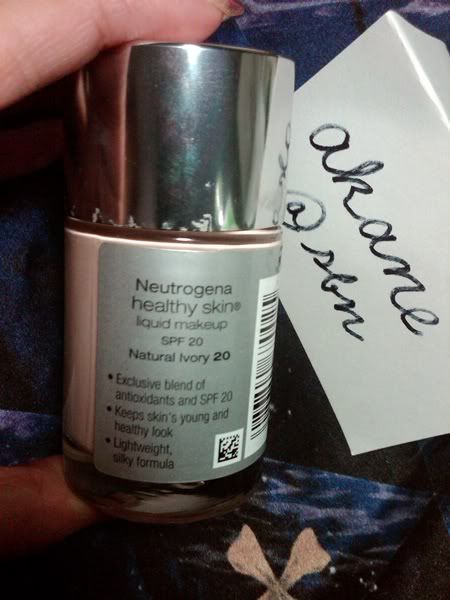 Neutrogena
healthy skin®
liquid makeup
SPF 20
Natural Ivory 20
• Exclusive blend of
antioxidants and SPF 20
• Keeps skin's young and
healthy look
• Lightweight,
silky formula
akane
@sbn